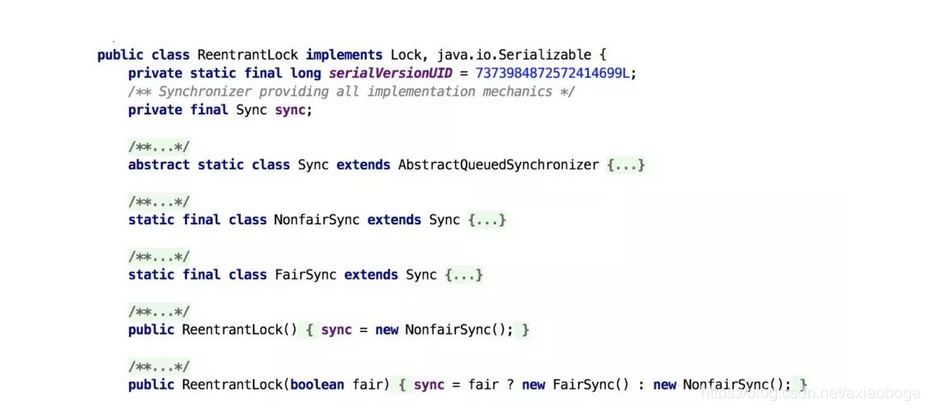 public class ReentrantLock implements Lock, java.io.Serializable {
private static final long serialVersionUID = 7373984872572414699L;
/** Synchronizer providing all implementation mechanics */
private final Sync sync;
/**...*/
abstract static class Sync extends AbstractQueuedSynchronizer {...}
/**...*/
static final class NonfairSync extends Sync {...}
/**...*/
static final class FairSync extends Sync {...}
/**...*/
public ReentrantLock() { sync = new NonfairSync(); }
/**...*/
public ReentrantLock(boolean fair) { sync = fair ? new FairSync() : new NonfairSync(); }
https://blog.csdn.net/axiaoboge